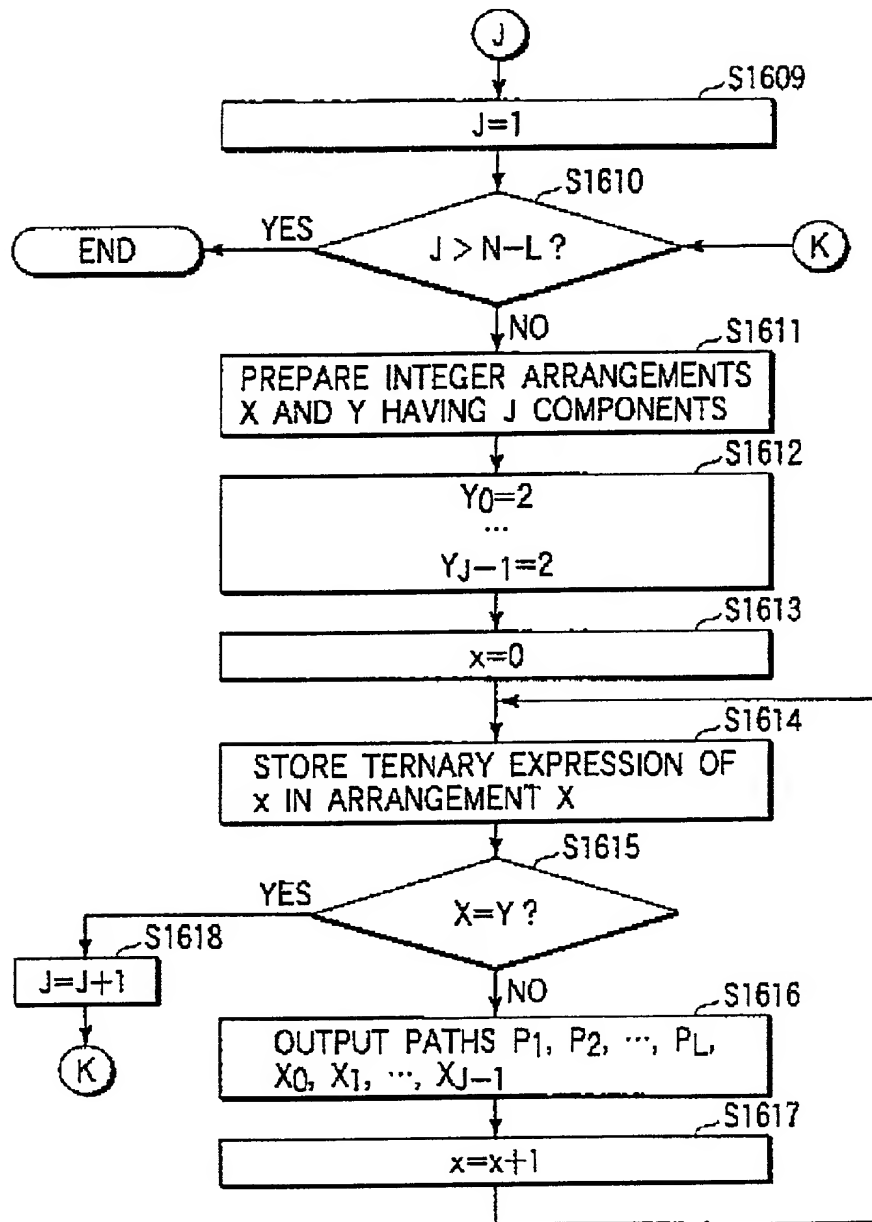 J
S1609
J=1
S1610
YES
END
J > N-L ?
K
NO
S1611
PREPARE INTEGER ARRANGEMENTS
X AND Y HAVING J COMPONENTS
S1612
Y0=2
...
YJ-1=2
S1613
x=0
S1614
STORE TERNARY EXPRESSION OF
x IN ARRANGEMENT X
S1615
YES
X=Y ?
S1618
J=J+1
K
NO
S1616
OUTPUT PATHS P1, P2, ..., PL,
X0, X1, ..., XJ-1
S1617
x=x+1